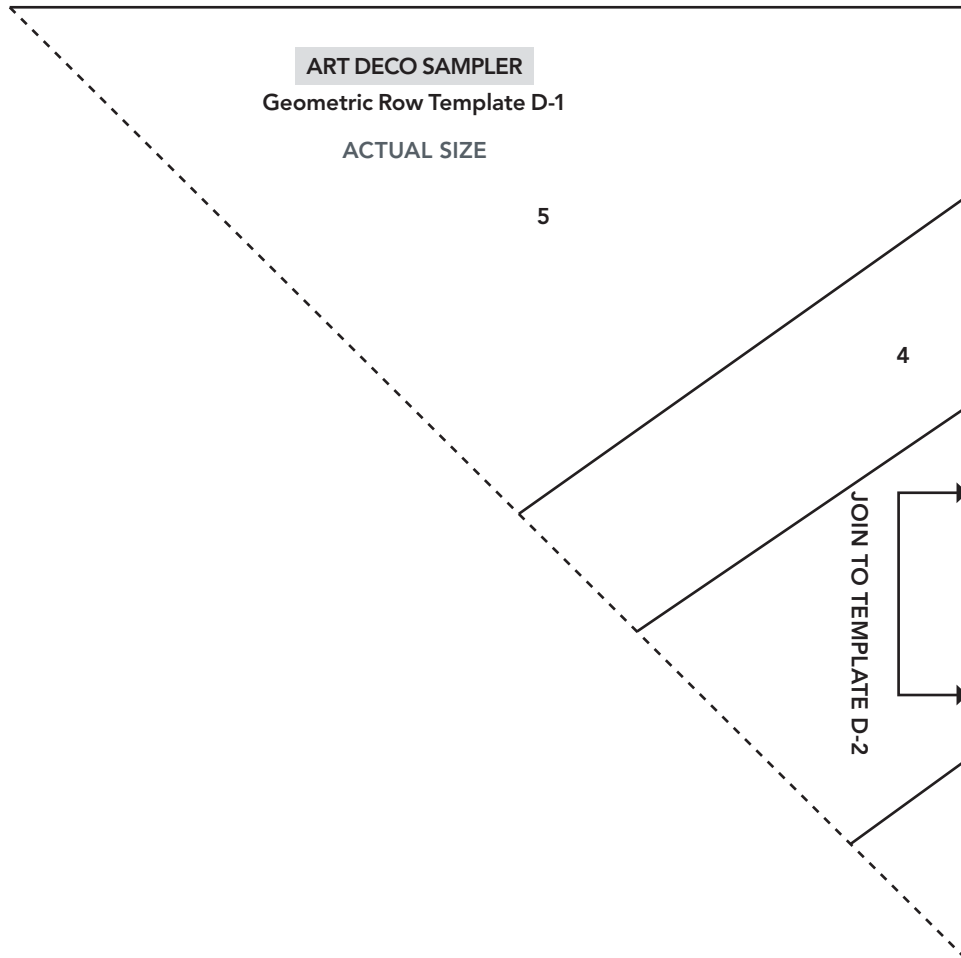 ART DECO SAMPLER
Geometric Row Template D-1
ACTUAL SIZE
5
4
JOIN TO TEMPLATE D-2